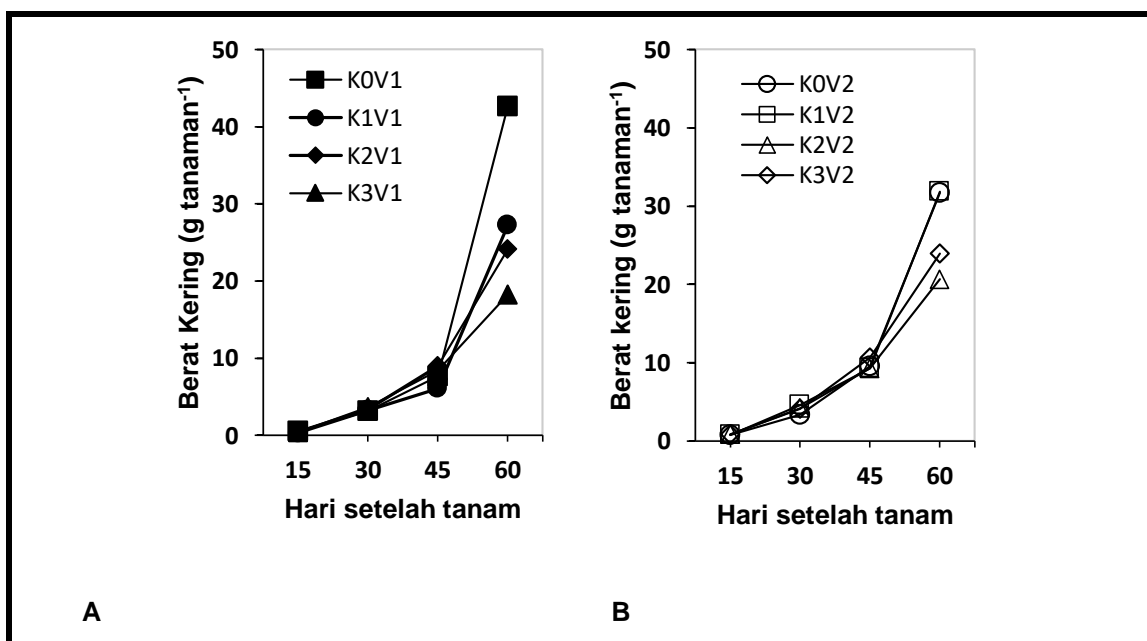 Berat Kering (g tanaman-1)
50
40
30
20
10
0
K0V1
K1V1
K2V1
K3V1
15 30 45 60
Hari setelah tanam
A
Berat kering (g tanaman-1)
50
40
30
20
10
0
K0V2
K1V2
K2V2
K3V2
15 30 45 60
Hari setelah tanam
B